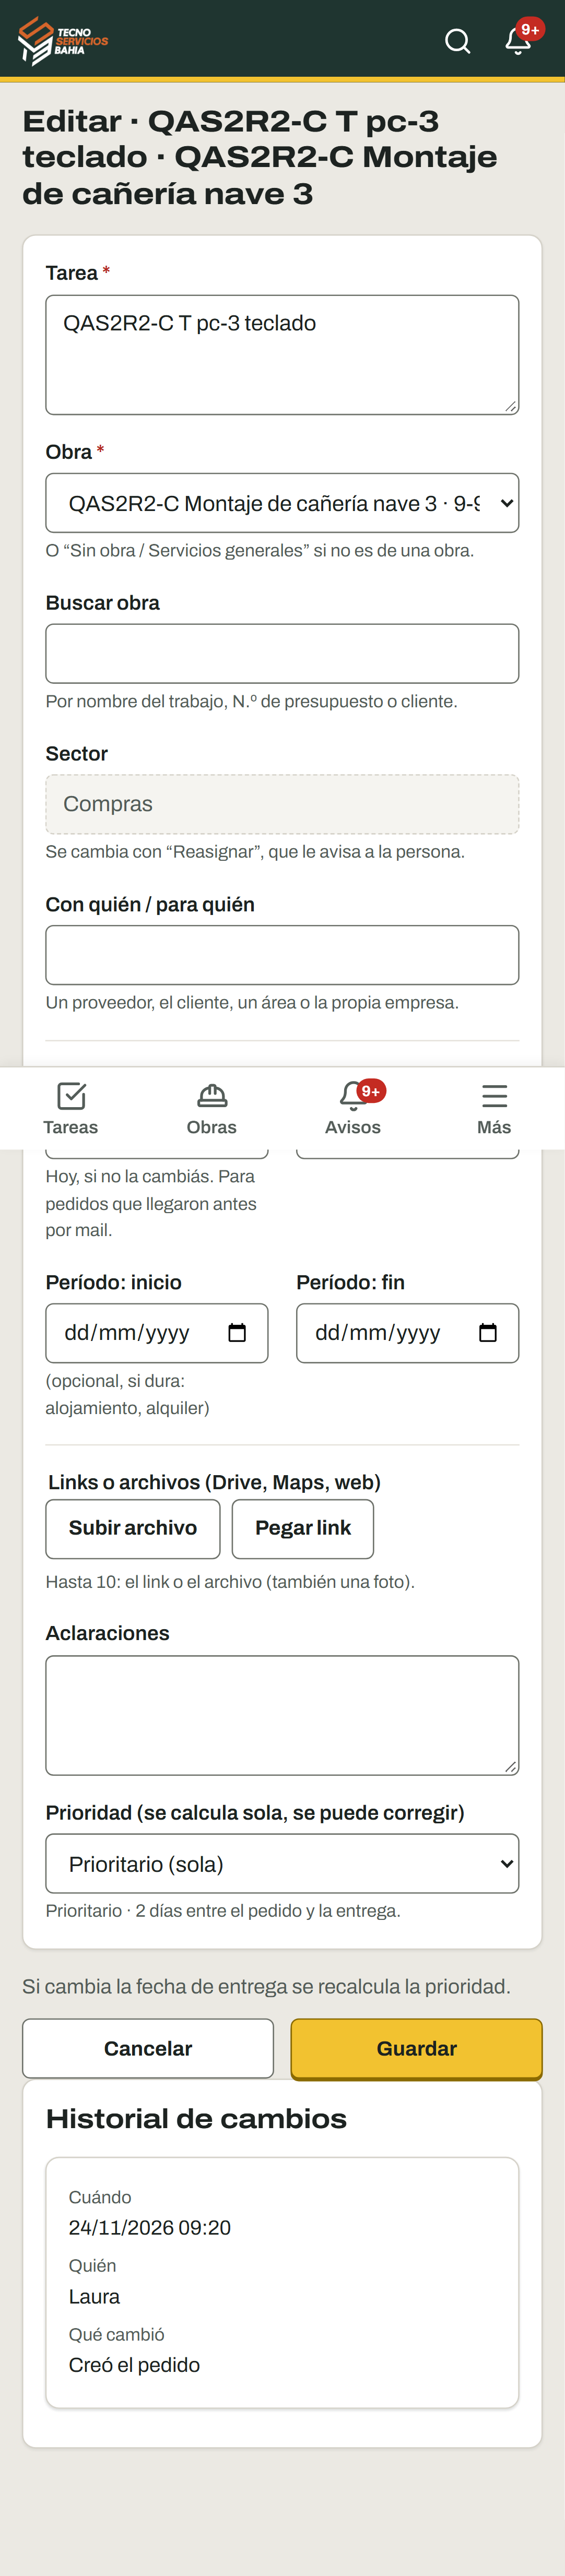 TECNO
SERVICIOS
BAHIA
9+
Editar · QAS2R2-C T pc-3
teclado · QAS2R2-C Montaje
de cañería nave 3
Tarea *
QAS2R2-C T pc-3 teclado
Obra *
QAS2R2-C Montaje de cañería nave 3 · 9-9
O “Sin obra / Servicios generales” si no es de una obra.
Buscar obra
Por nombre del trabajo, N.º de presupuesto o cliente.
Sector
Compras
Se cambia con “Reasignar”, que le avisa a la persona.
Con quién / para quién
Un proveedor, el cliente, un área o la propia empresa.
9+
Tareas Obras Avisos Más
Hoy, si no la cambiás. Para
pedidos que llegaron antes
por mail.
Período: inicio Período: fin
dd/mm/yyyy dd/mm/yyyy
(opcional, si dura:
alojamiento, alquiler)
Links o archivos (Drive, Maps, web)
Subir archivo Pegar link
Hasta 10: el link o el archivo (también una foto).
Aclaraciones
Prioridad (se calcula sola, se puede corregir)
Prioritario (sola)
Prioritario · 2 días entre el pedido y la entrega.
Si cambia la fecha de entrega se recalcula la prioridad.
Cancelar Guardar
Historial de cambios
Cuándo
24/11/2026 09:20
Quién
Laura
Qué cambió
Creó el pedido